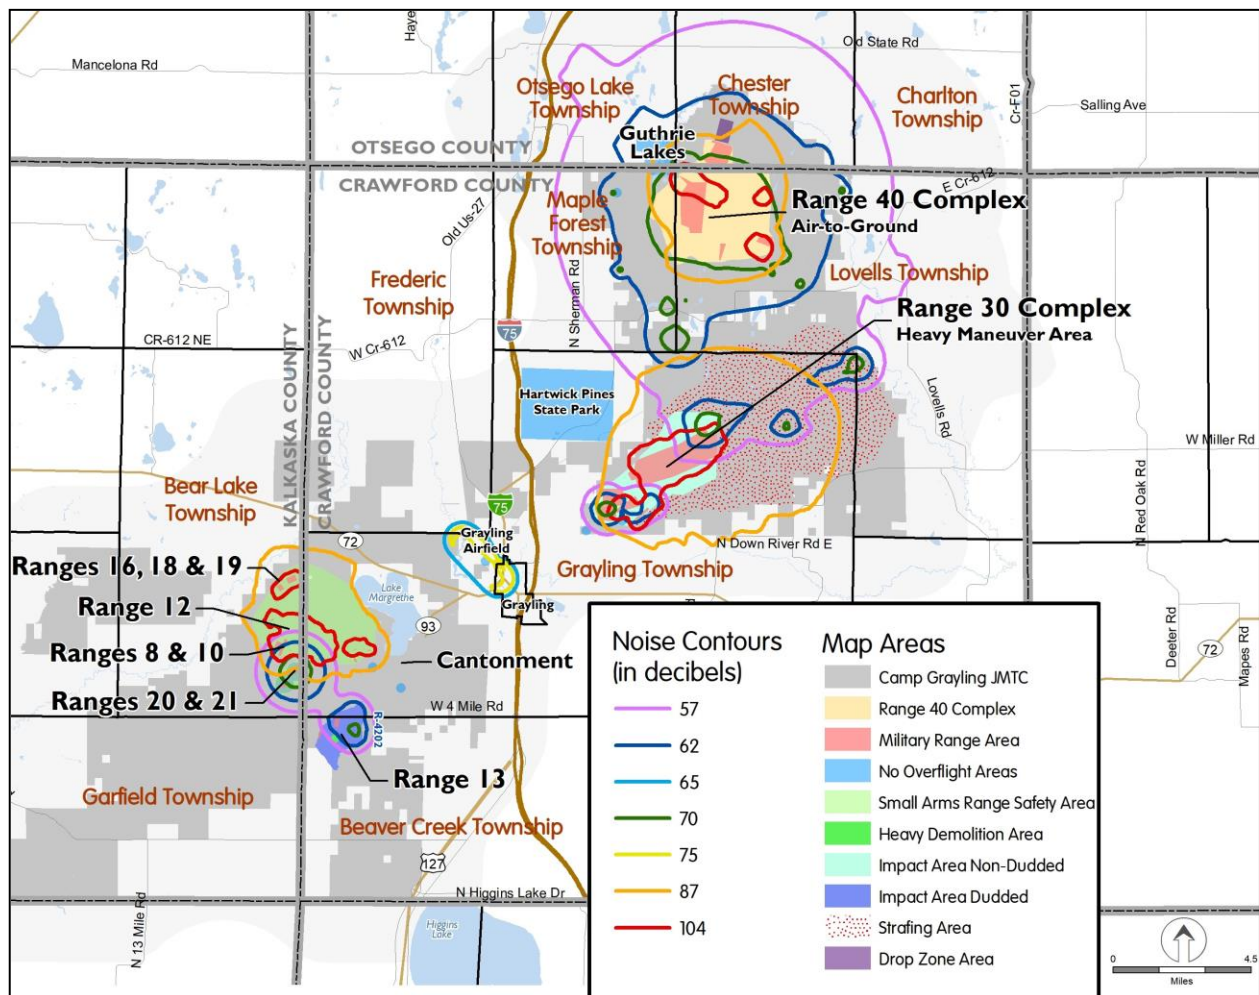 Haye
Old State Rd
Mancelona Rd
Otsego Lake
Township
Chester
Township
Charlton
Township
Cr-F01
Salling Ave
Guthrie
Lakes
OTSEGO COUNTY
CRAWFORD COUNTY
E Cr-612
Old Us-27
Maple
Forest
Township
Range 40 Complex
Air-to-Ground
N Sherman Rd
Frederic
Township
Lovells Township
Range 30 Complex
Heavy Maneuver Area
75
CR-612 NE
W Cr-612
KALKASKA COUNTY
CRAWFORD COUNTY
Hartwick Pines
State Park
Lovells Rd
W Miller Rd
N Red Oak Rd
Bear Lake
Township
75
72
Grayling
Airfield
N Down River Rd E
Grayling Township
Ranges 16, 18 & 19
Lake
Margrethe
Range 12
Grayling
93
Ranges 8 & 10
Cantonment
Ranges 20 & 21
W 4 Mile Rd
R-4202
Range 13
Garfield Township
Beaver Creek Township
127
N Higgins Lake Dr
N 13 Mile Rd
Higgins
Lake
Deeter Rd
72
Mapes Rd
Noise Contours
(in decibels)
57
62
65
70
75
87
104
Map Areas
Camp Grayling JMTC
Range 40 Complex
Military Range Area
No Overflight Areas
Small Arms Range Safety Area
Heavy Demolition Area
Impact Area Non-Dudded
Impact Area Dudded
Strafing Area
Drop Zone Area
0 4.5
Miles